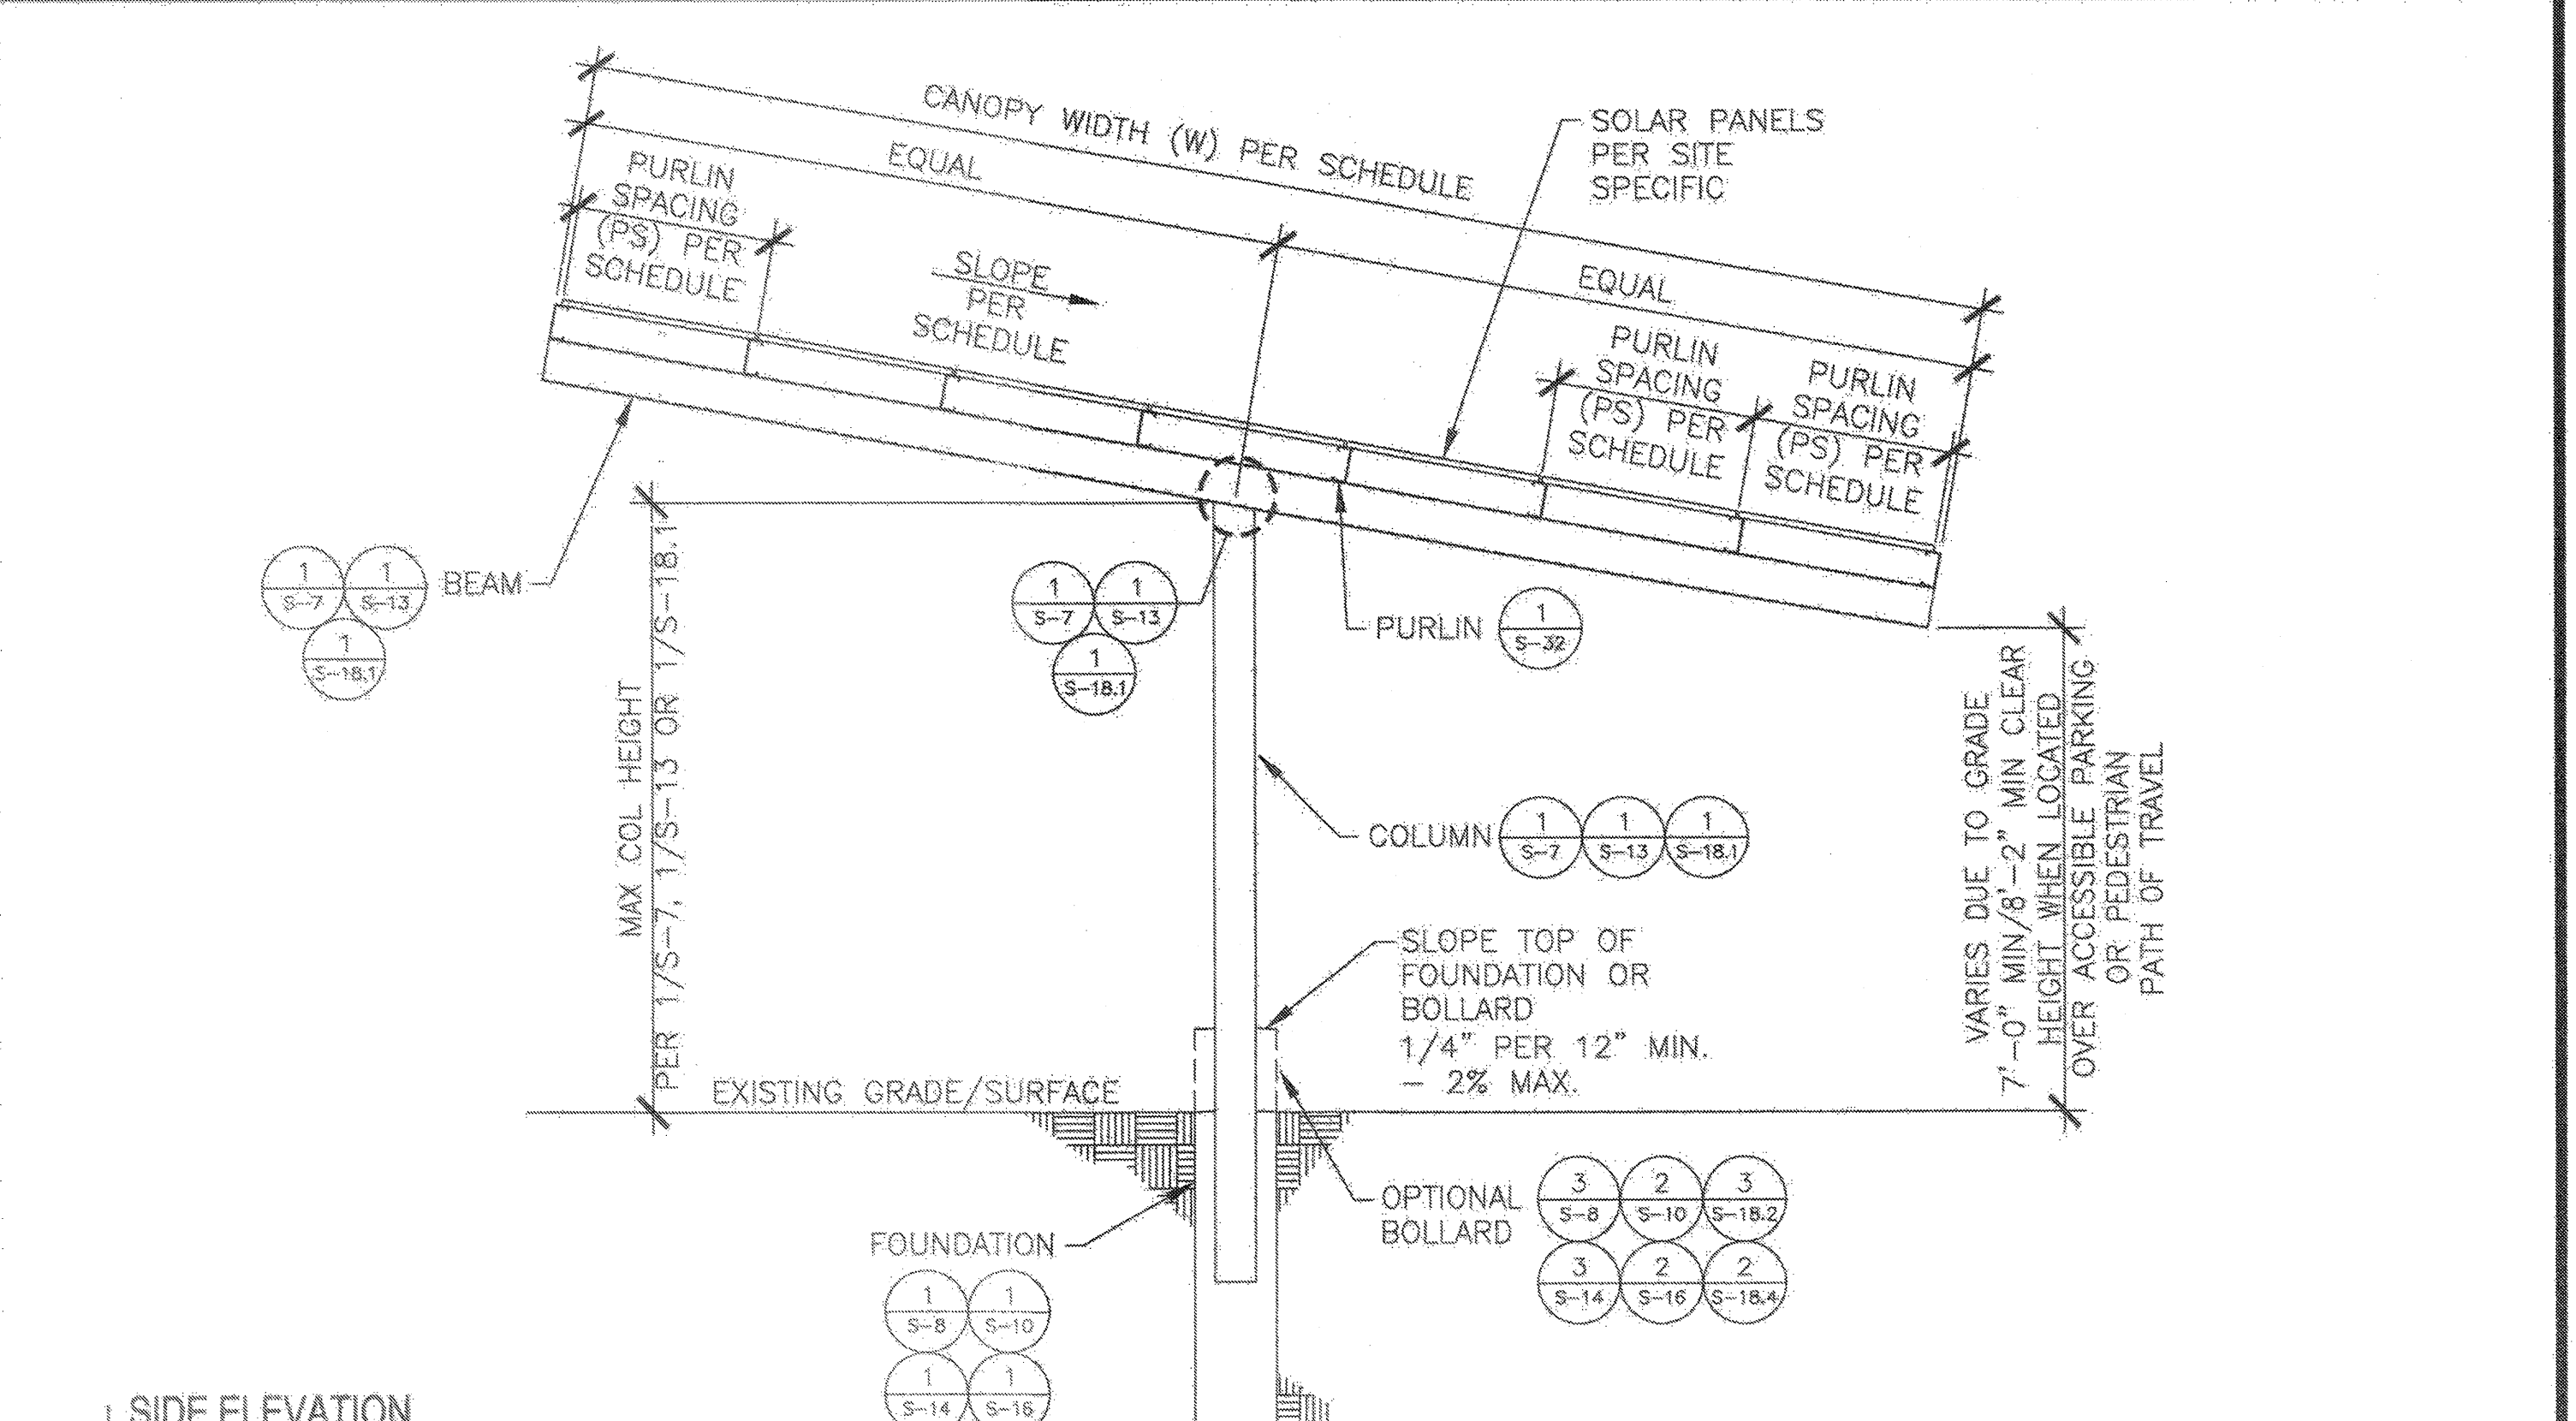 CANOPY WIDTH (W) PER SCHEDULE
EQUAL
EQUAL
PURLIN
SPACING
(PS) PER
SCHEDULE
SLOPE
PER
SCHEDULE
SOLAR PANELS
PER SITE
SPECIFIC
PURLIN
SPACING
(PS) PER
SCHEDULE
PURLIN
SPACING
(PS) PER
SCHEDULE
1
S-7
1
S-13
1
S-18.1
BEAM
MAX COL HEIGHT
PER 1/S-7, 1/S-13 OR 1/S-18.1
1
S-7
1
S-13
1
S-18.1
PURLIN
1
S-32
COLUMN
1
S-7
1
S-13
1
S-18.1
VARIES DUE TO GRADE
7'-0" MIN/8'-2" MIN CLEAR
HEIGHT WHEN LOCATED
OVER ACCESSIBLE PARKING
OR PEDESTRIAN
PATH OF TRAVEL
SLOPE TOP OF
FOUNDATION OR
BOLLARD
1/4" PER 12" MIN.
- 2% MAX.
EXISTING GRADE/SURFACE
OPTIONAL
BOLLARD
3
S-8
2
S-10
3
S-18.2
3
S-14
2
S-16
2
S-18.4
FOUNDATION
1
S-8
1
S-10
1
S-14
1
S-16
SIDE ELEVATION